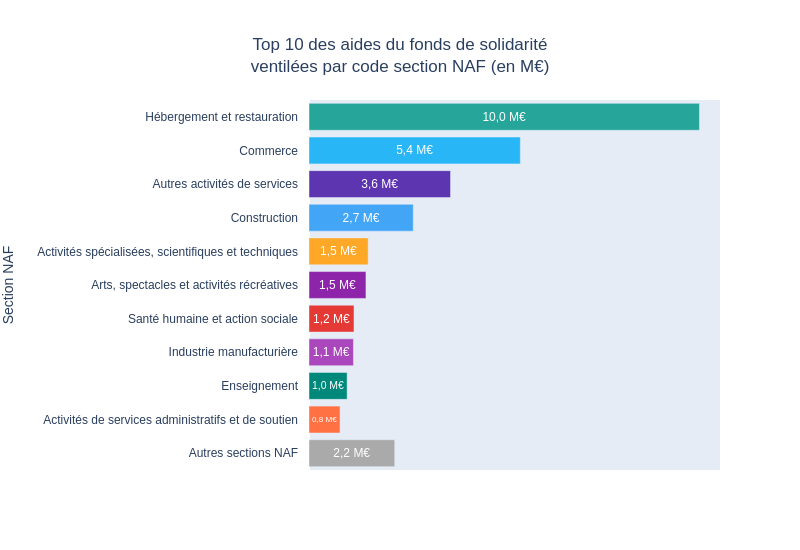 Top 10 des aides du fonds de solidarité
ventilées par code section NAF (en M€)
Section NAF
Hébergement et restauration 10,0 M€
Commerce 5,4 M€
Autres activités de services 3,6 M€
Construction 2,7 M€
Activités spécialisées, scientifiques et techniques 1,5 M€
Arts, spectacles et activités récréatives 1,5 M€
Santé humaine et action sociale 1,2 M€
Industrie manufacturière 1,1 M€
Enseignement 1,0 M€
Activités de services administratifs et de soutien 0,8 M€
Autres sections NAF 2,2 M€